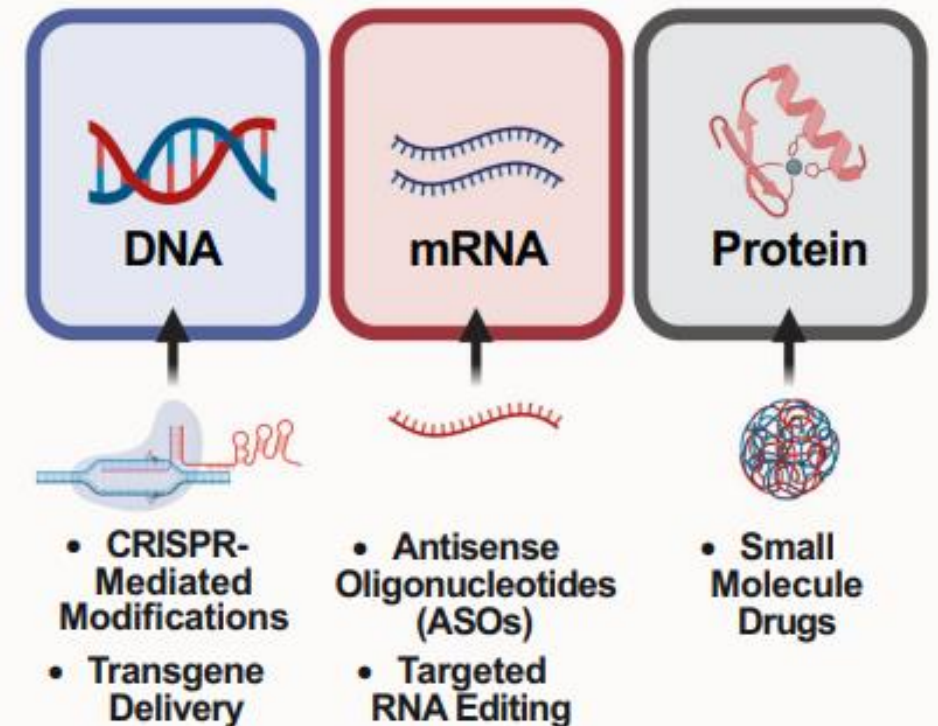 DNA
mRNA
Protein
• CRISPR-
Mediated
Modifications
• Transgene
Delivery
• Antisense
Oligonucleotides
(ASOs)
• Targeted
RNA Editing
• Small
Molecule
Drugs